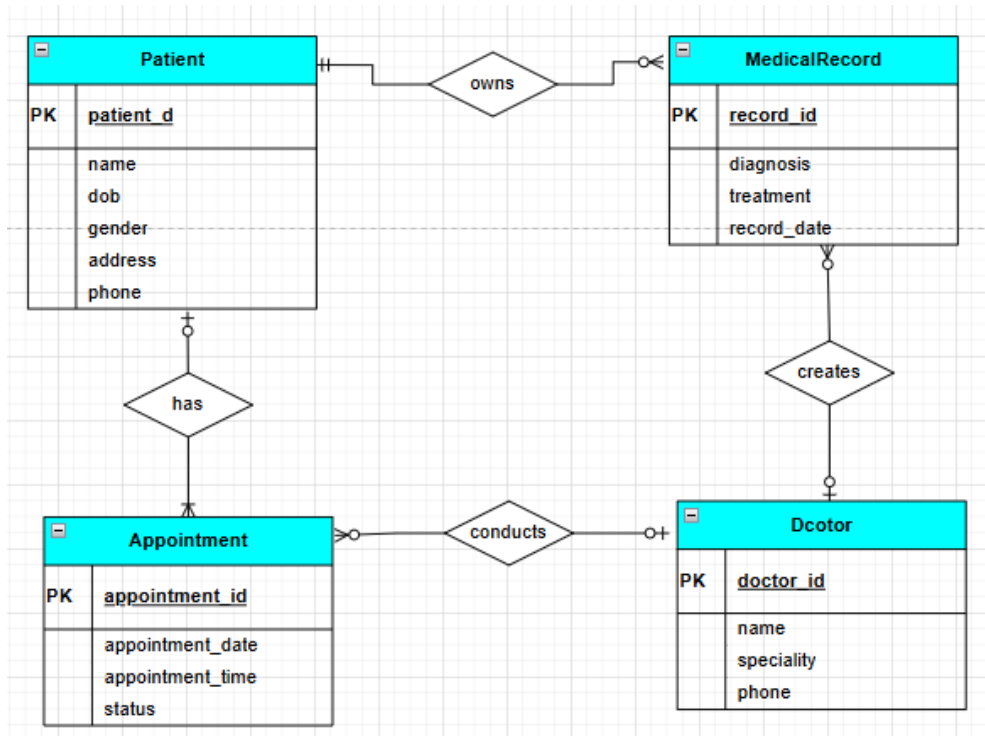 Patient
PK patient_d
name
dob
gender
address
phone
owns
MedicalRecord
PK record_id
diagnosis
treatment
record_date
has
creates
Appointment
PK appointment_id
appointment_date
appointment_time
status
conducts
Dcotor
PK doctor_id
name
speciality
phone